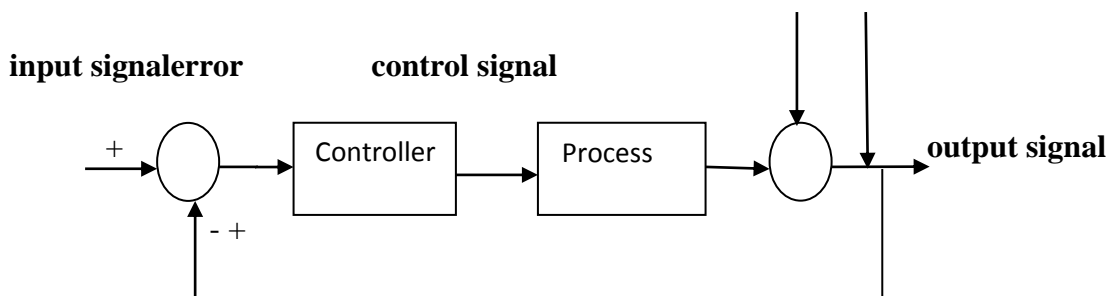 input signalerror control signal
+ Controller Process output signal
- +